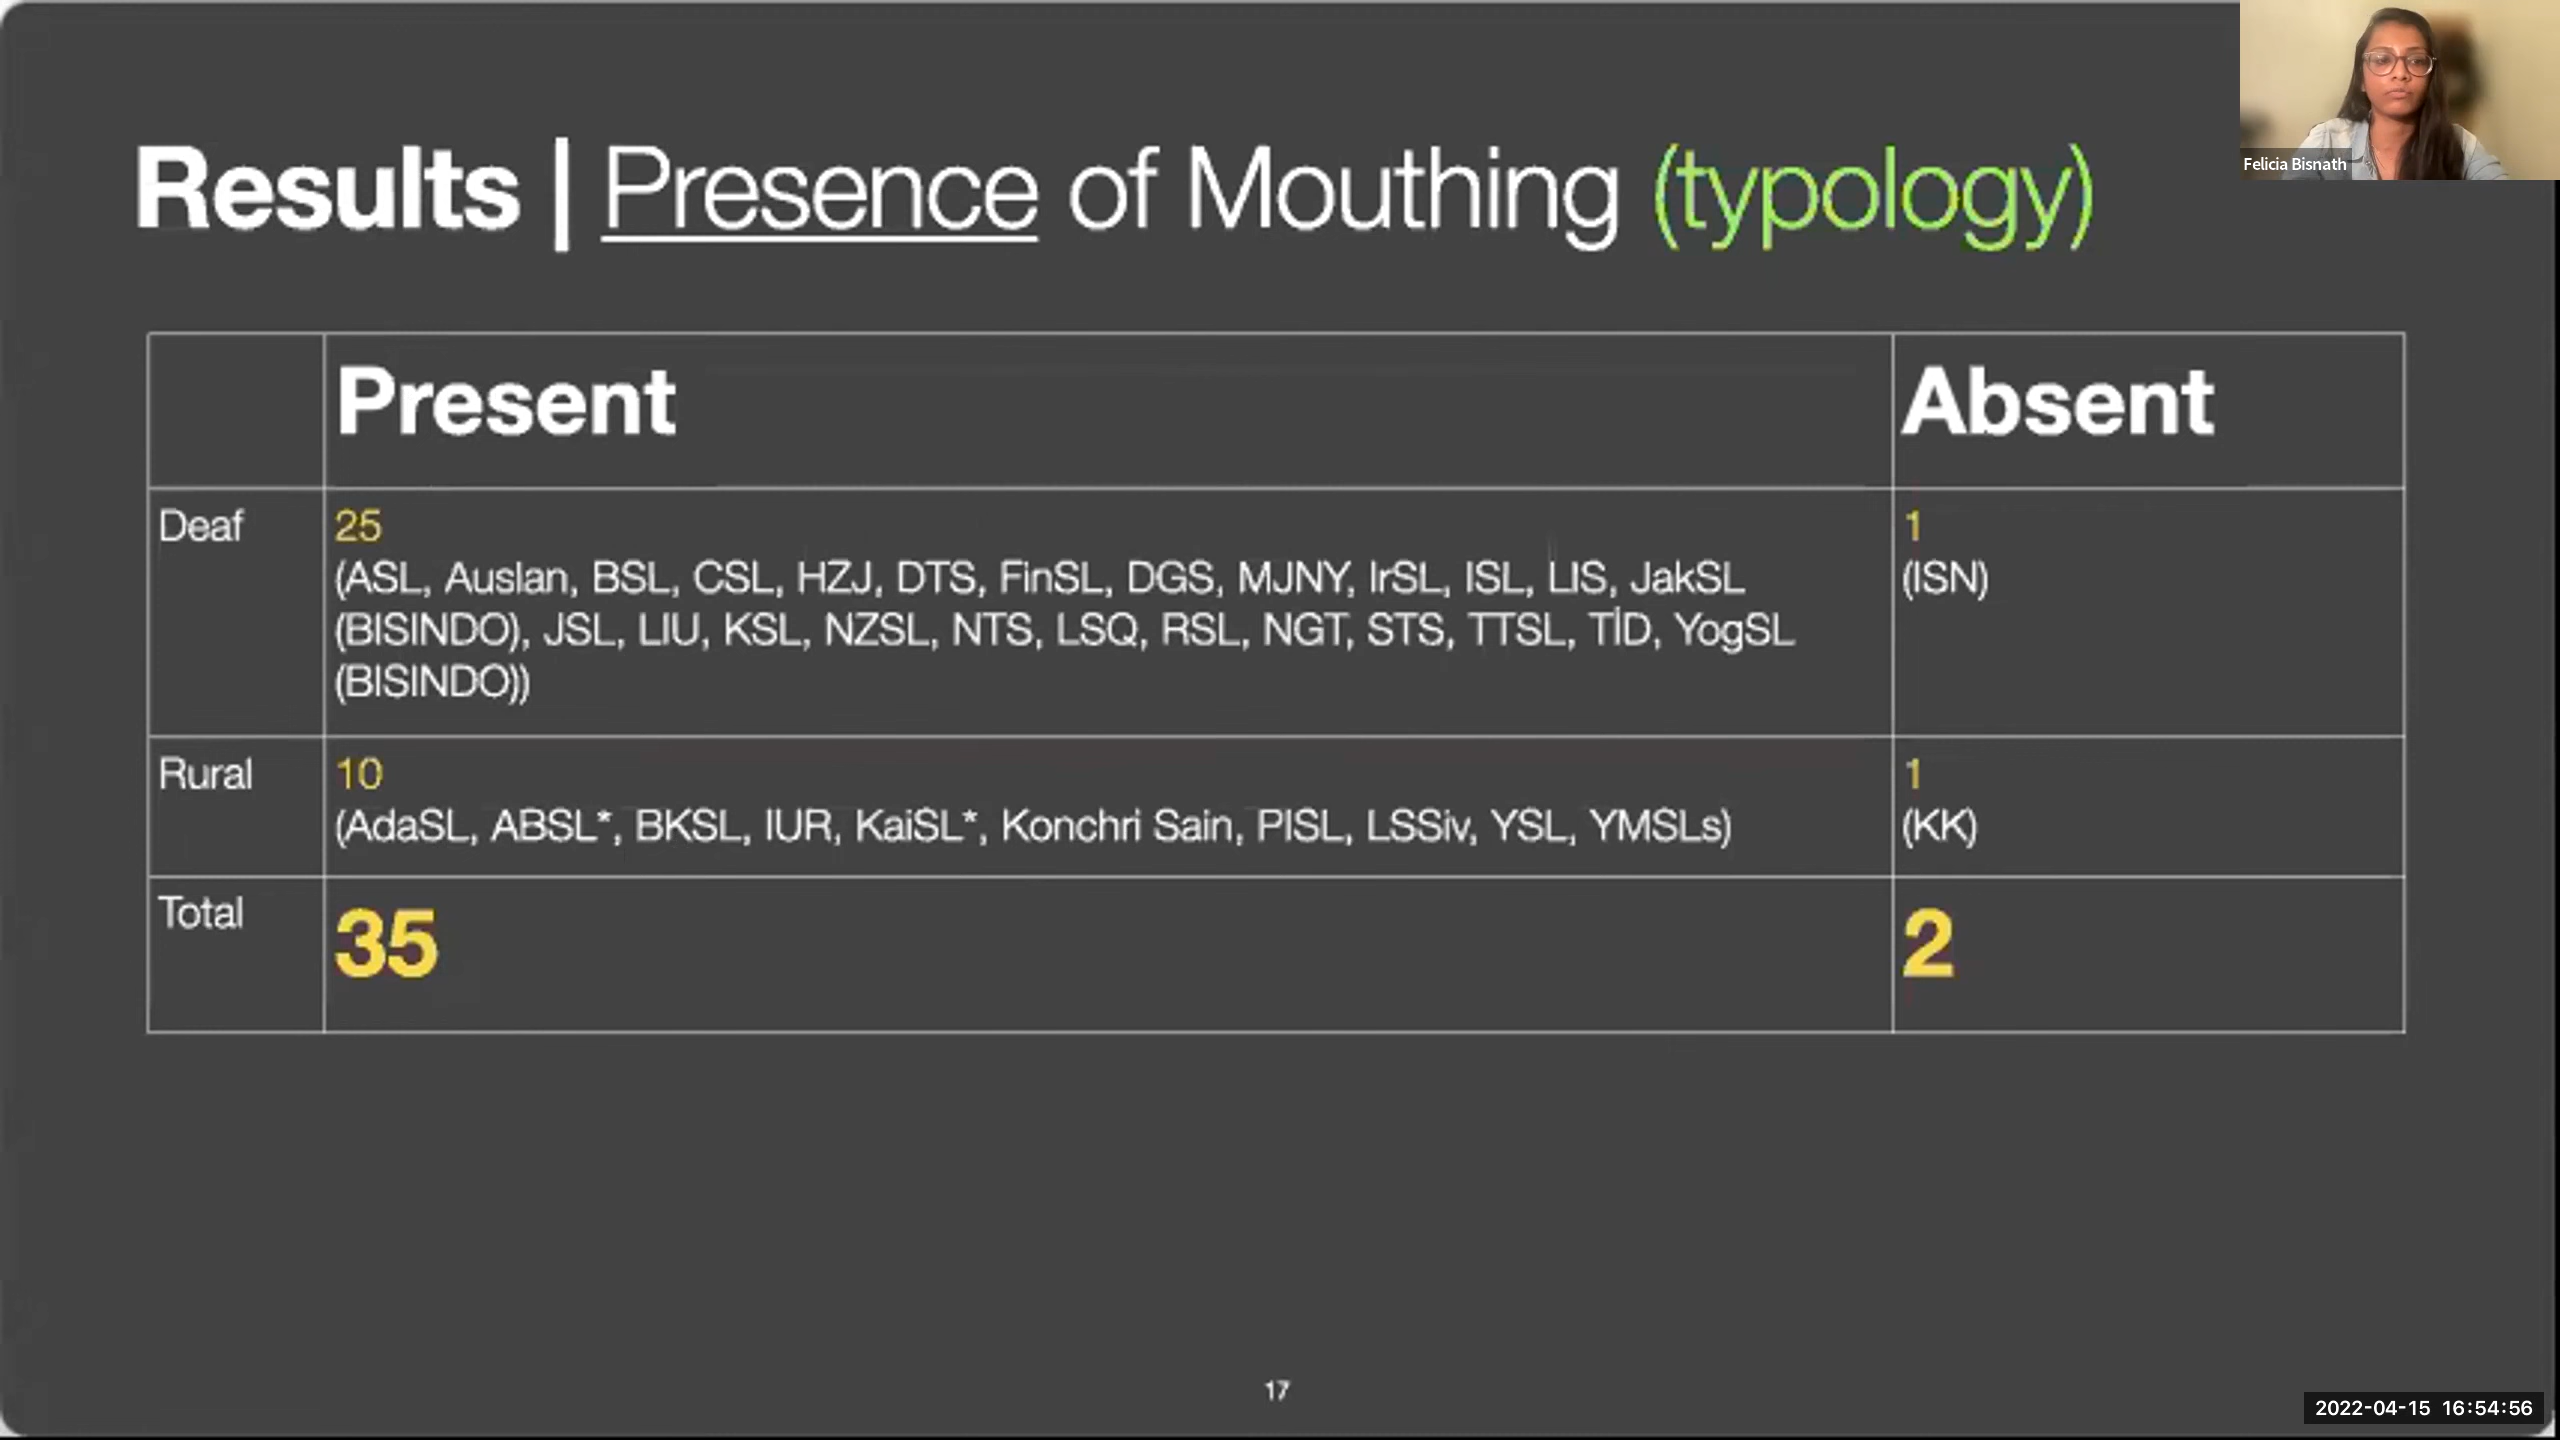 Results | Presence of Mouthing (typology)
Felicia Bisnath
Present
Absent
Deaf
25
(ASL, Auslan, BSL, CSL, HZJ, DTS, FinSL, DGS, MJNY, IrSL, ISL, LIS, JakSL
(BISINDO), JSL, LIU, KSL, NZSL, NTS, LSQ, RSL, NGT, STS, TTSL, TİD, YogSL
(BISINDO))
1
(ISN)
Rural
10
(AdaSL, ABSL*, BKSL, IUR, KaiSL*, Konchri Sain, PISL, LSSiv, YSL, YMSLs)
1
(KK)
Total
35
2
17
2022-04-15 16:54:56